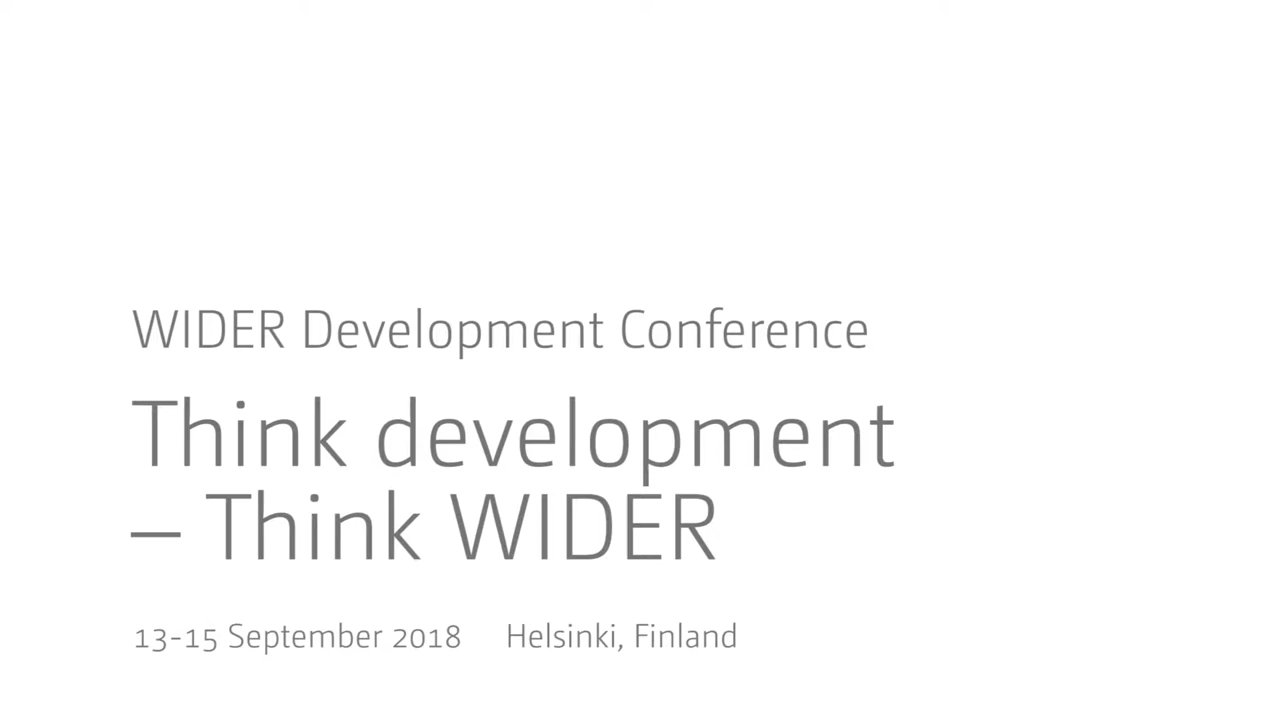 WIDER Development Conference
Think development
– Think WIDER
13-15 September 2018 Helsinki, Finland